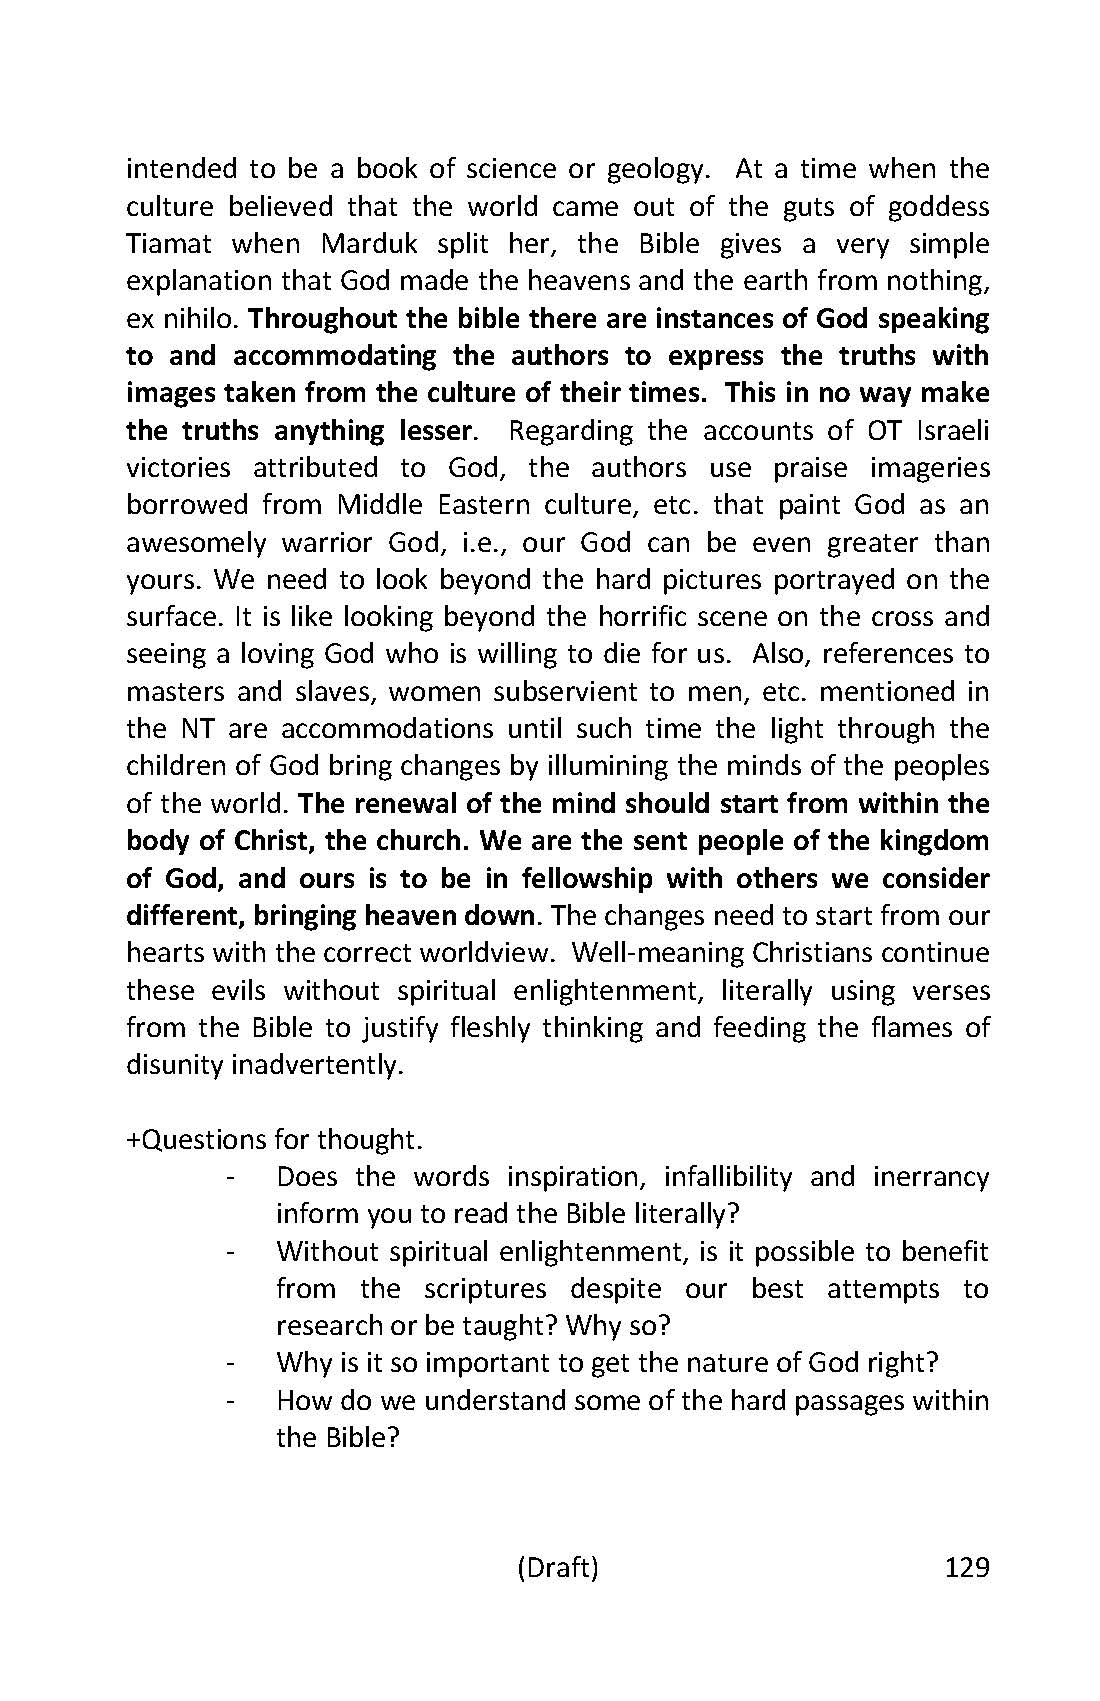 intended to be a book of science or geology. At a time when the
culture believed that the world came out of the guts of goddess
Tiamat when Marduk split her, the Bible gives a very simple
explanation that God made the heavens and the earth from nothing,
ex nihilo. Throughout the bible there are instances of God speaking
to and accommodating the authors to express the truths with
images taken from the culture of their times. This in no way make
the truths anything lesser. Regarding the accounts of OT Israeli
victories attributed to God, the authors use praise imageries
borrowed from Middle Eastern culture, etc. that paint God as an
awesomely warrior God, i.e., our God can be even greater than
yours. We need to look beyond the hard pictures portrayed on the
surface. It is like looking beyond the horrific scene on the cross and
seeing a loving God who is willing to die for us. Also, references to
masters and slaves, women subservient to men, etc. mentioned in
the NT are accommodations until such time the light through the
children of God bring changes by illumining the minds of the peoples
of the world. The renewal of the mind should start from within the
body of Christ, the church. We are the sent people of the kingdom
of God, and ours is to be in fellowship with others we consider
different, bringing heaven down. The changes need to start from our
hearts with the correct worldview. Well-meaning Christians continue
these evils without spiritual enlightenment, literally using verses
from the Bible to justify fleshly thinking and feeding the flames of
disunity inadvertently.
+Questions for thought.
- Does the words inspiration, infallibility and inerrancy
inform you to read the Bible literally?
- Without spiritual enlightenment, is it possible to benefit
from the scriptures despite our best attempts to
research or be taught? Why so?
- Why is it so important to get the nature of God right?
- How do we understand some of the hard passages within
the Bible?
(Draft) 129